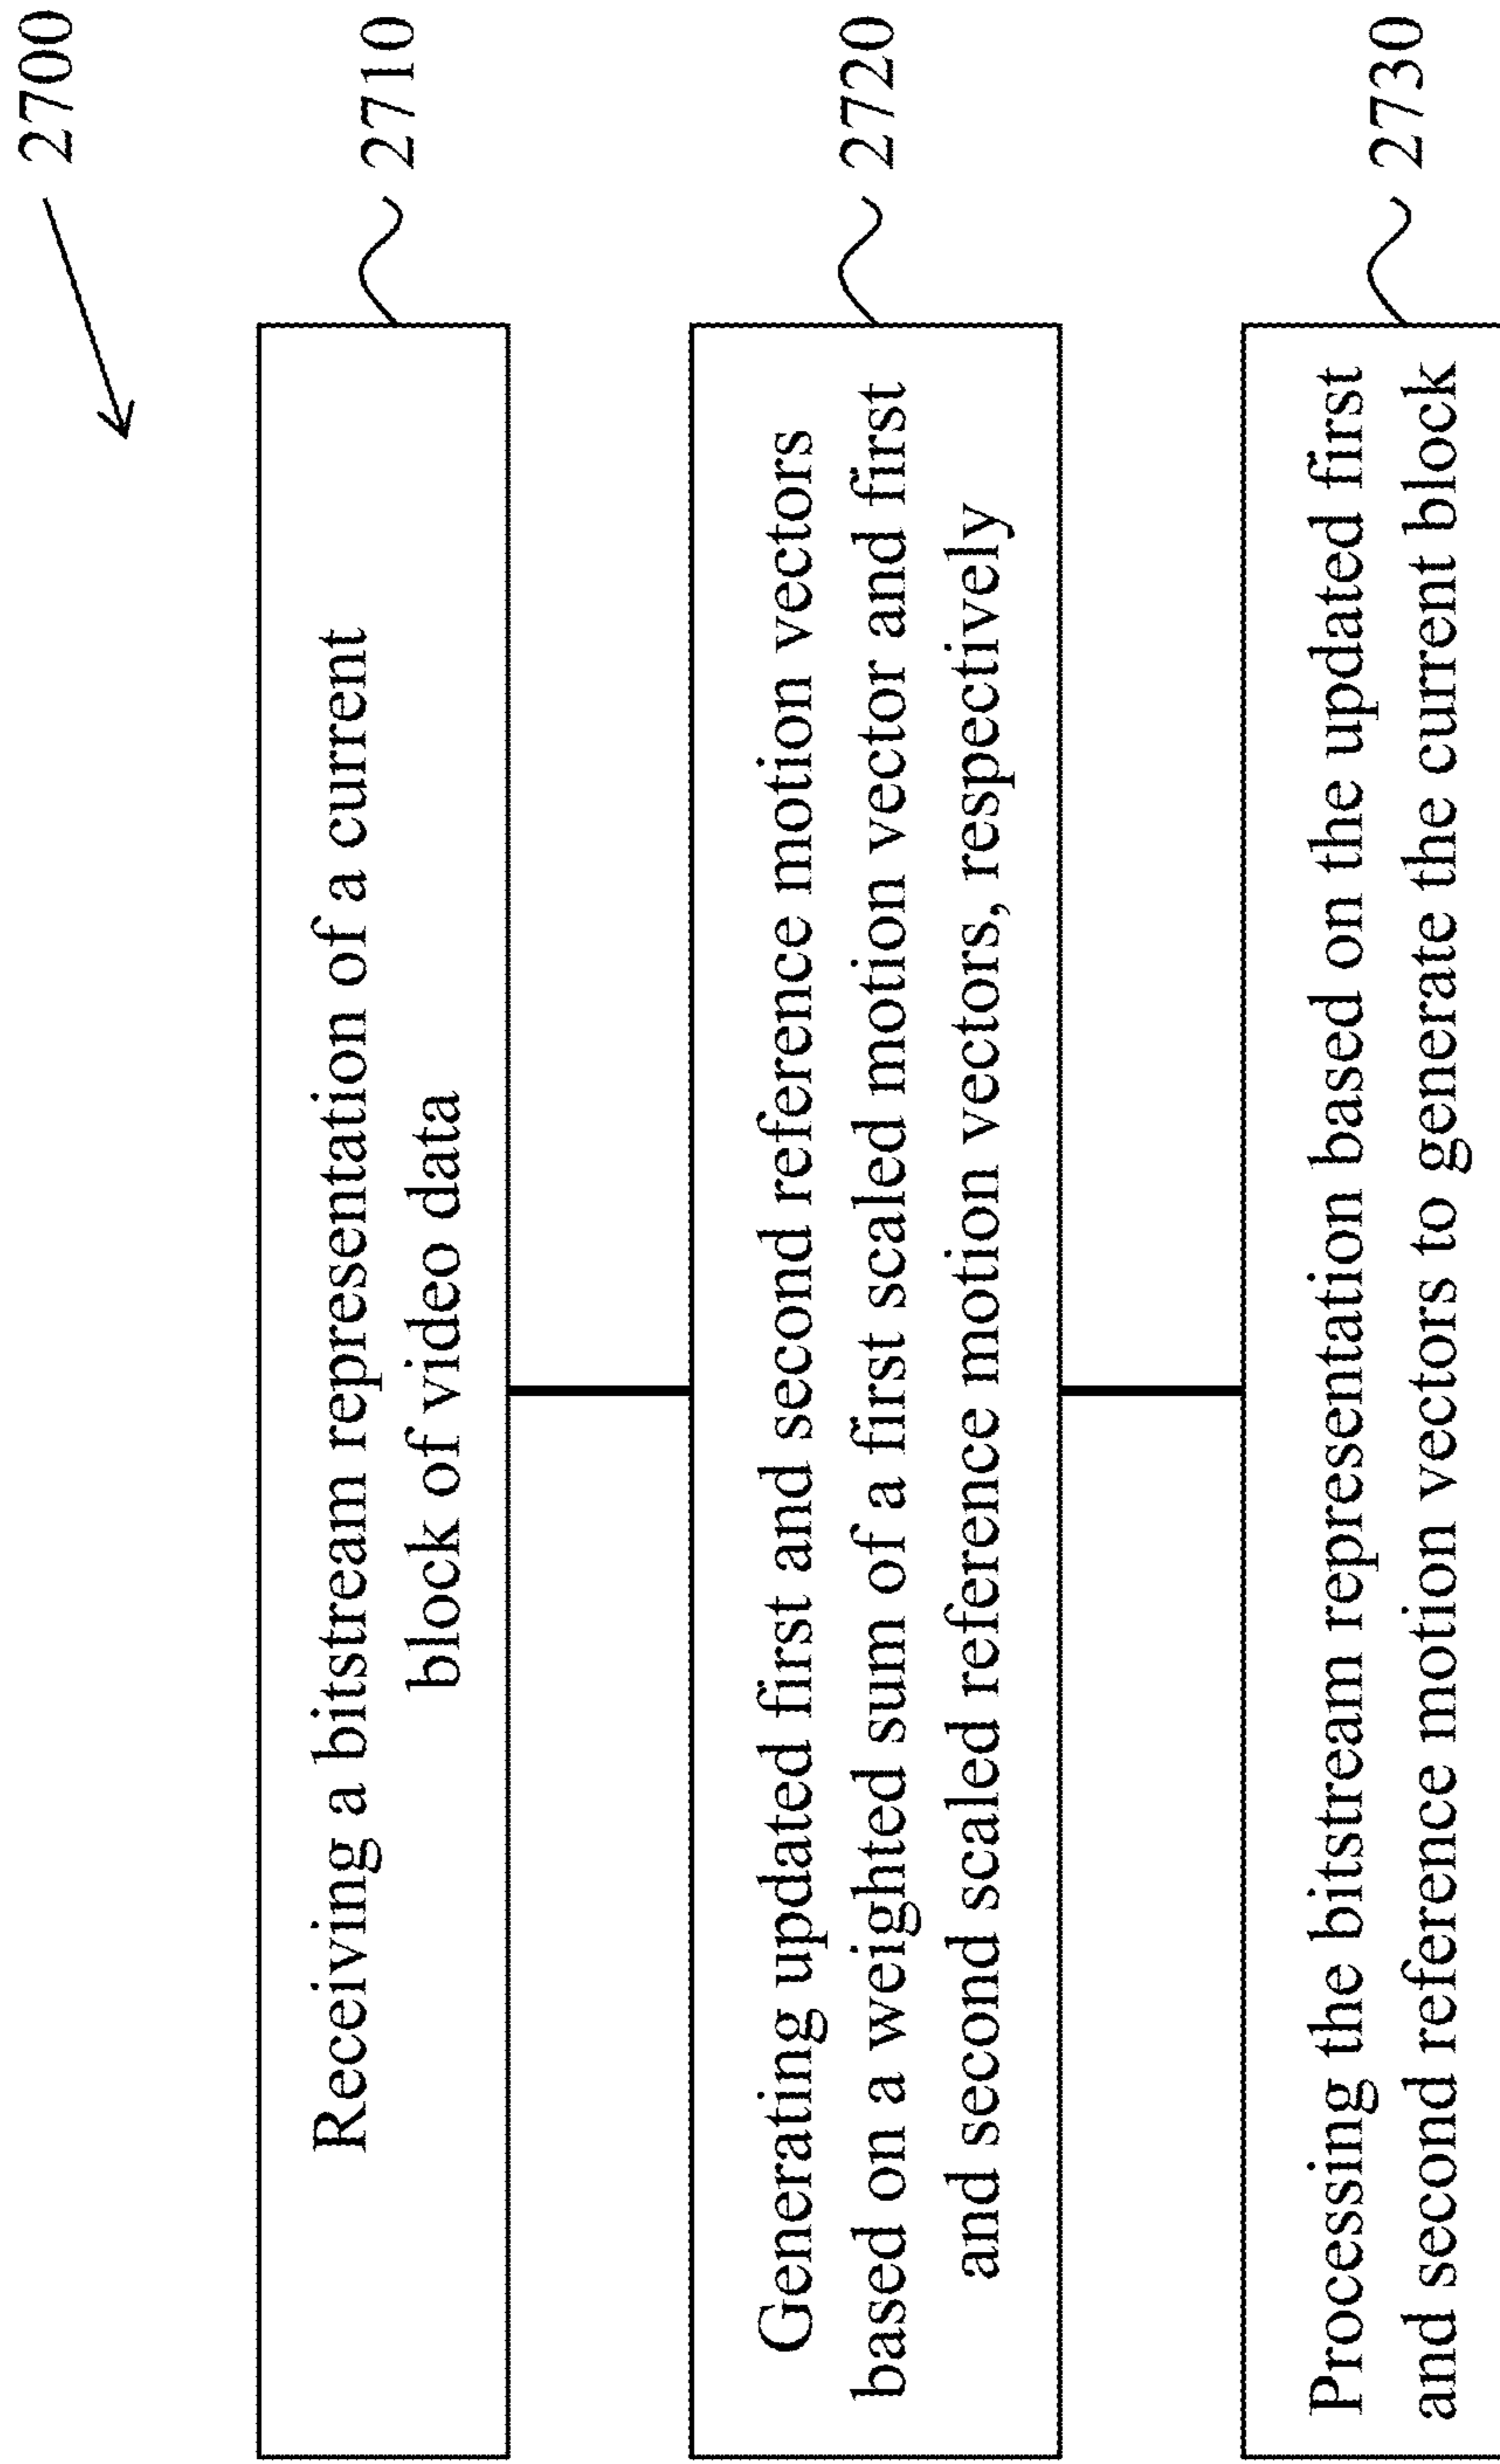 2700
Receiving a bitstream representation of a current
block of video data
2710
Generating updated first and second reference motion vectors
based on a weighted sum of a first scaled motion vector and first
and second scaled reference motion vectors, respectively
2720
Processing the bitstream representation based on the updated first
and second reference motion vectors to generate the current block
2730